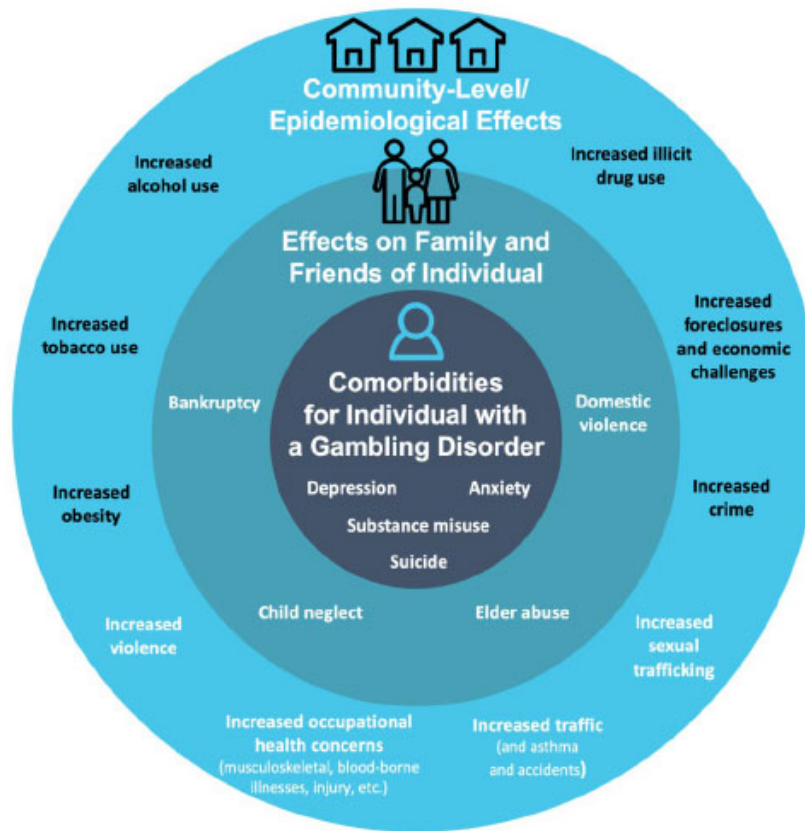 Community-Level/
Epidemiological Effects
Increased
alcohol use
Increased illicit
drug use
Effects on Family and
Friends of Individual
Increased
tobacco use
Increased
foreclosures
and economic
challenges
Bankruptcy
Domestic
violence
Comorbidities
for Individual with
a Gambling Disorder
Depression
Anxiety
Substance misuse
Suicide
Increased
obesity
Increased
crime
Child neglect
Elder abuse
Increased
violence
Increased
sexual
trafficking
Increased occupational
health concerns
(musculoskeletal, blood-borne
illnesses, injury, etc.)
Increased traffic
(and asthma
and accidents)